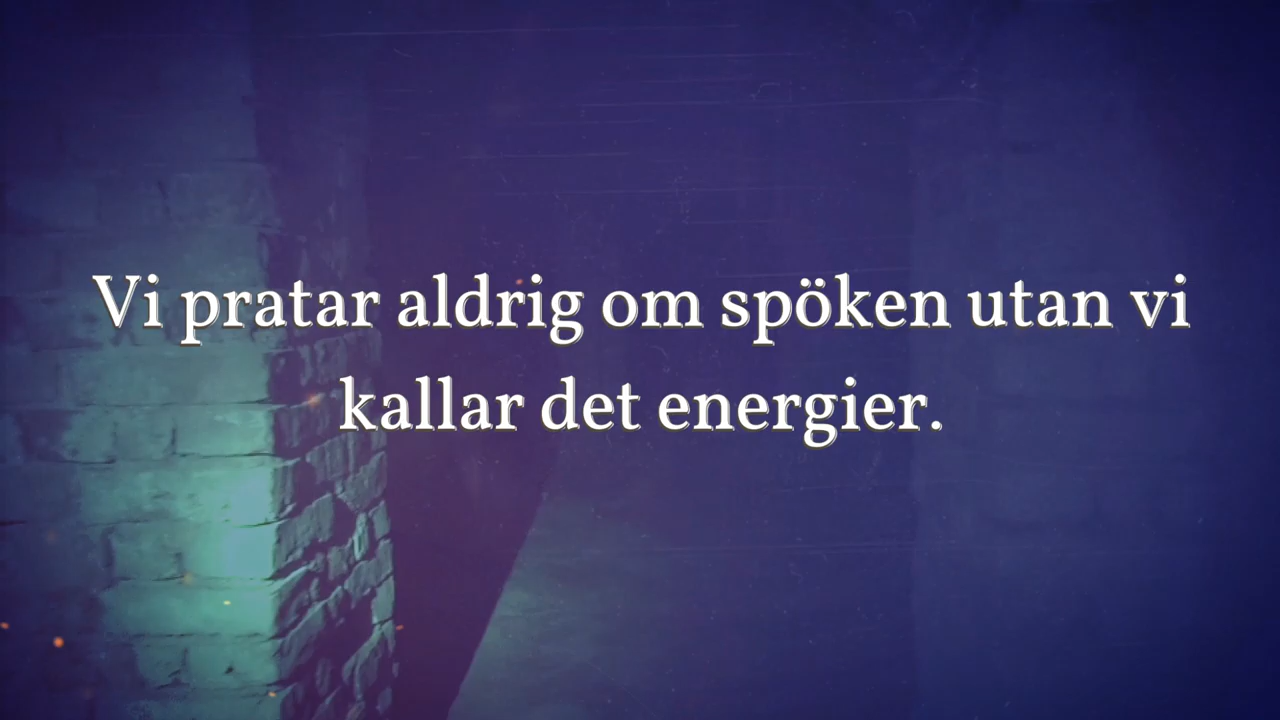 Vi pratar aldrig om spöken utan vi
kallar det energier.